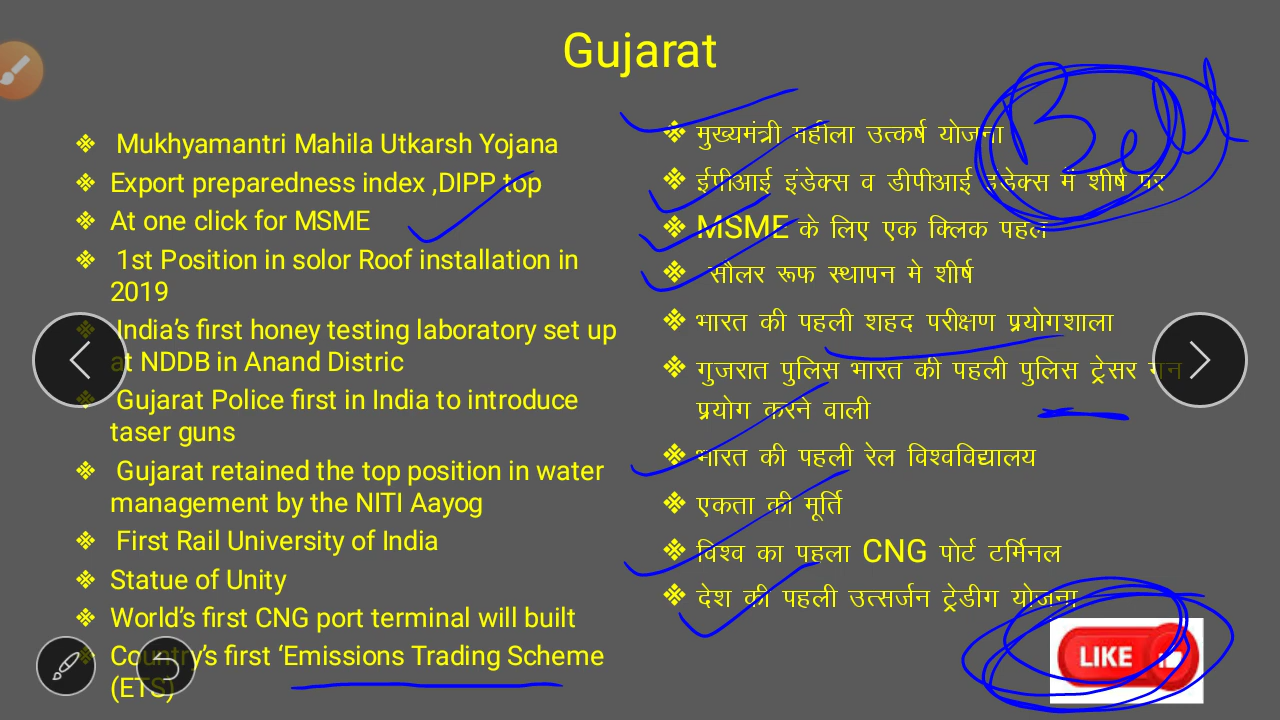 Gujarat
Mukhyamantri Mahila Utkarsh Yojana
Export preparedness index ,DIPP top
At one click for MSME
1st Position in solor Roof installation in
2019
India's first honey testing laboratory set up
at NDDB in Anand Distric
Gujarat Police first in India to introduce
taser guns
Gujarat retained the top position in water
management by the NITI Aayog
First Rail University of India
Statue of Unity
World's first CNG port terminal will built
Country's first ‘Emissions Trading Scheme
(ETS)
मुख्यमंत्री महीला उत्कर्ष योजना
ईपीआई इंडेक्स व डीपीआई इंडेक्स में शीर्ष पर
MSME के लिए एक क्लिक पहल
सौलर रूफ स्थापन मे शीर्ष
भारत की पहली शहद परीक्षण प्रयोगशाला
गुजरात पुलिस भारत की पहली पुलिस ट्रेसर गन
प्रयोग करने वाली
भारत की पहली रेल विश्वविद्यालय
एकता की मूर्ति
विश्व का पहला CNG पोर्ट टर्मिनल
देश की पहली उत्सर्जन ट्रेडीग योजना
Bell
LIKE